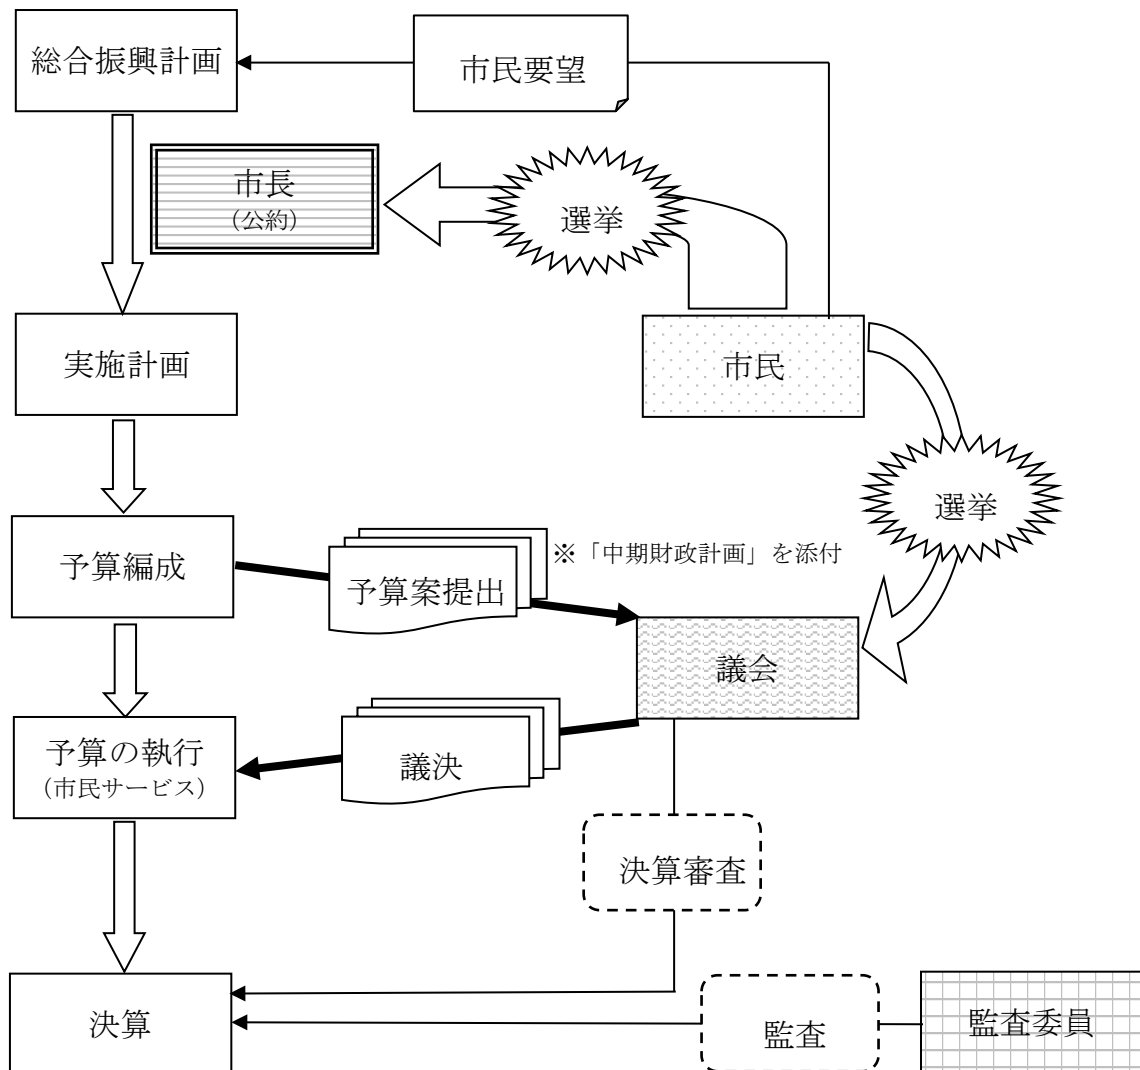 総合振興計画
市民要望
市長
(公約)
選挙
実施計画
市民
選挙
予算編成
予算案提出
※「中期財政計画」を添付
議会
予算の執行
(市民サービス)
議決
決算審査
決算
監査
監査委員